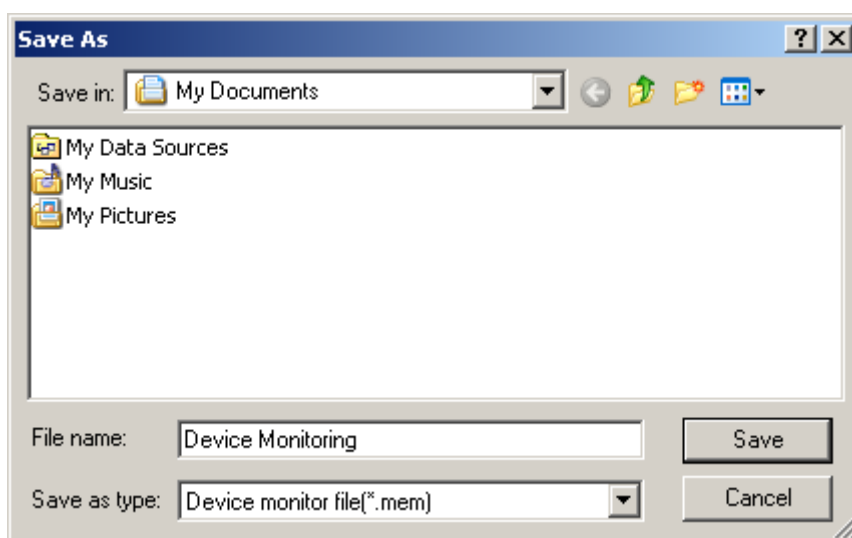 Save As
Save in: My Documents
My Data Sources
My Music
My Pictures
File name: Device Monitoring Save
Save as type: Device monitor file(*.mem) Cancel